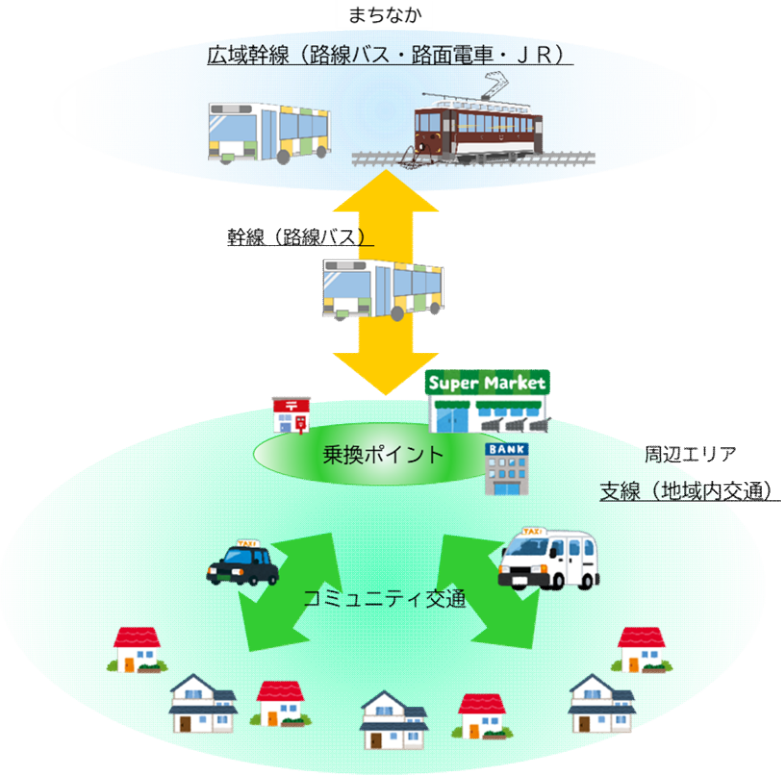 まちなか
広域幹線（路線バス・路面電車・ＪＲ）
幹線（路線バス）
Super Market
〒
乗換ポイント
BANK
周辺エリア
支線（地域内交通）
TAXI
TAXI
コミュニティ交通